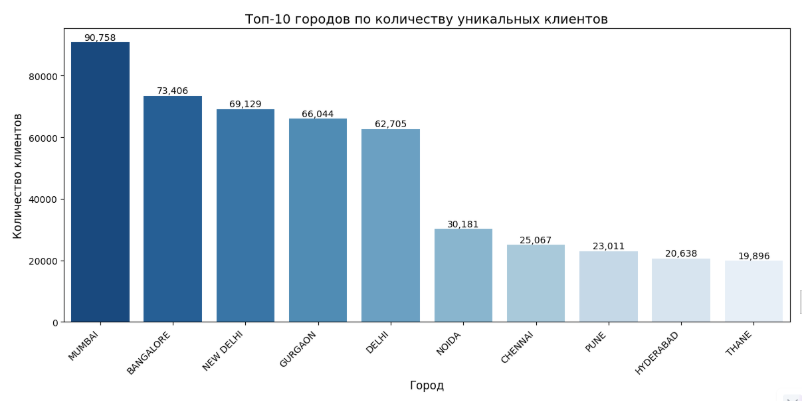 Топ-10 городов по количеству уникальных клиентов
Количество клиентов
80000
60000
40000
20000
0
90,758
73,406
69,129
66,044
62,705
30,181
25,067
23,011
20,638
19,896
MUMBAI
BANGALORE
NEW DELHI
GURGAON
DELHI
NOIDA
CHENNAI
PUNE
HYDERABAD
THANE
Город